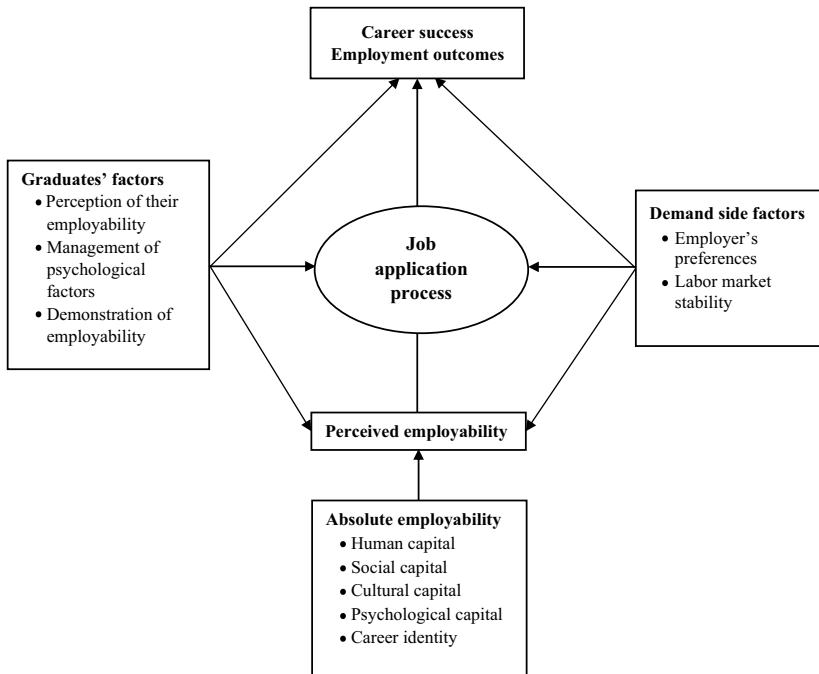 Career success
Employment outcomes
Graduates’ factors
• Perception of their
employability
• Management of
psychological
factors
• Demonstration of
employability
Job
application
process
Demand side factors
• Employer’s
preferences
• Labor market
stability
Perceived employability
Absolute employability
• Human capital
• Social capital
• Cultural capital
• Psychological capital
• Career identity